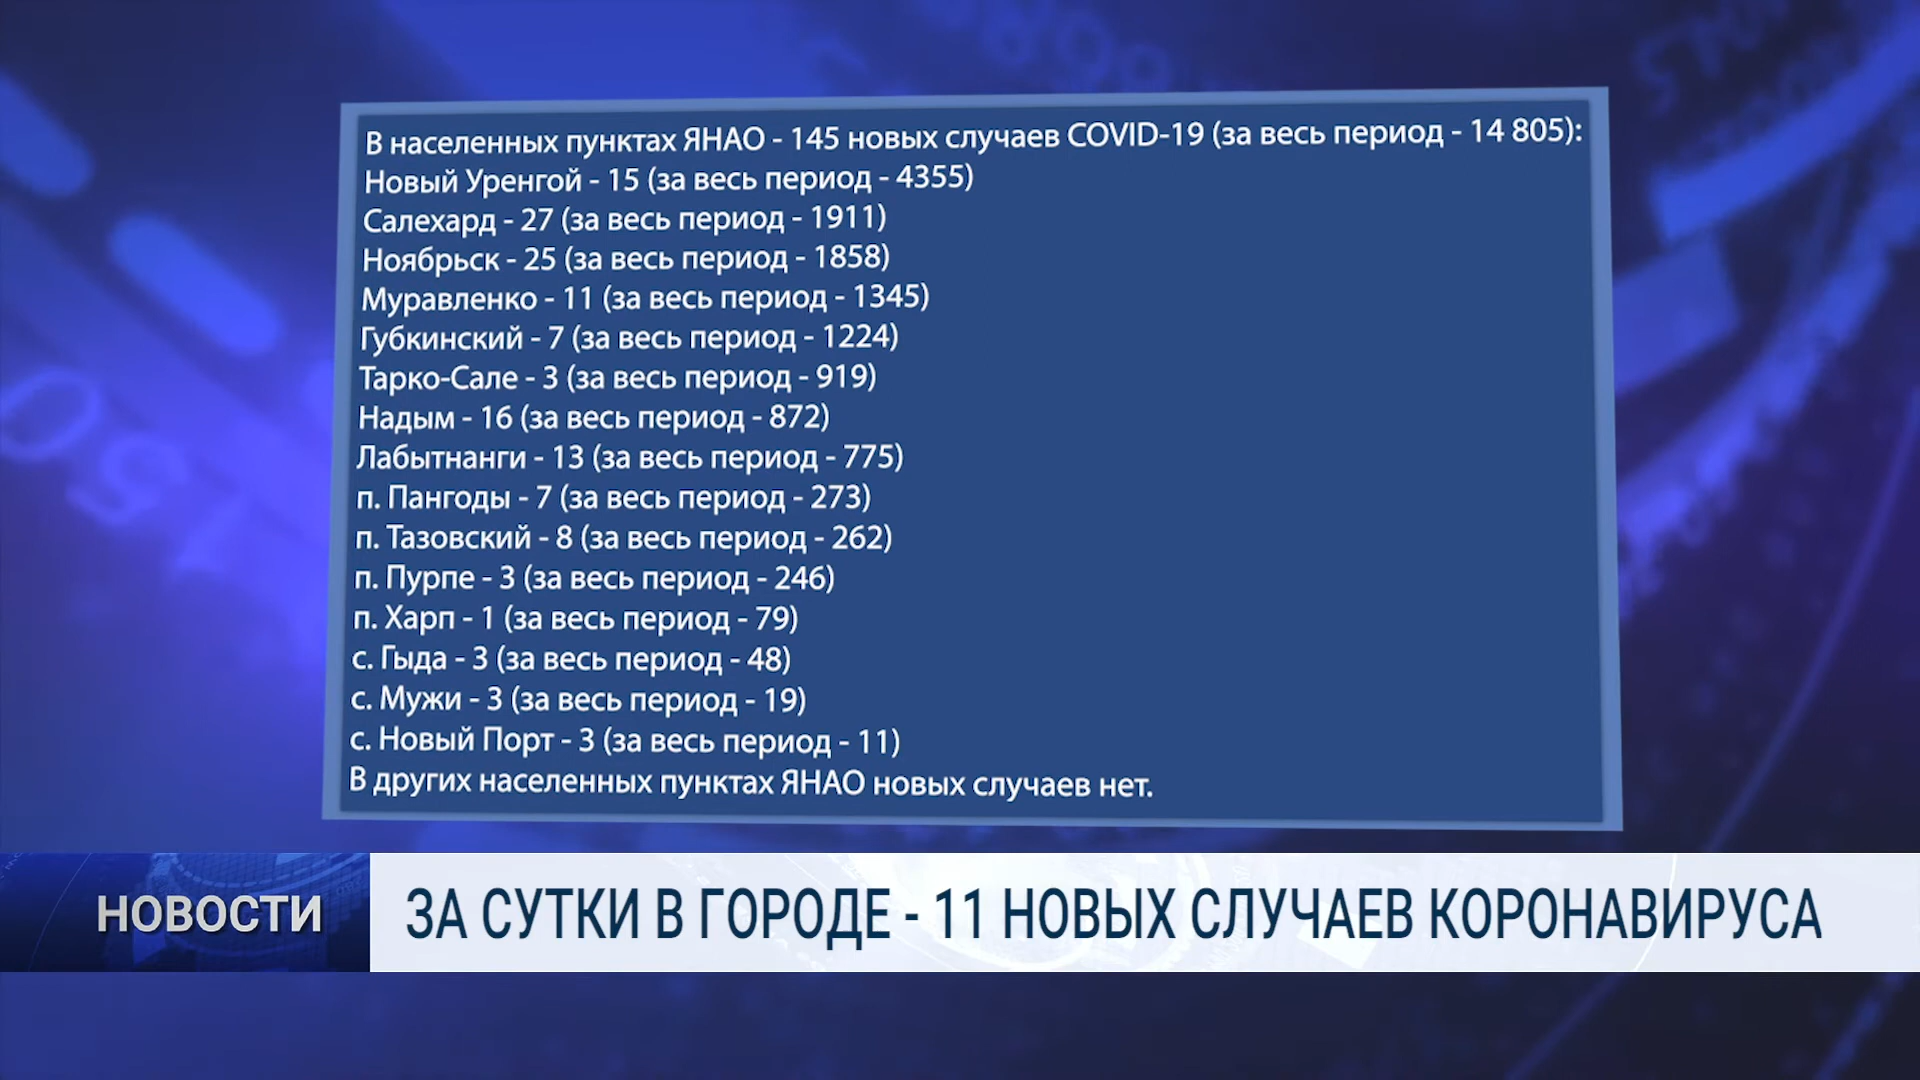 В населенных пунктах ЯНАО - 145 новых случаев COVID-19 (за весь период - 14 805):
Новый Уренгой - 15 (за весь период - 4355)
Салехард - 27 (за весь период - 1911)
Ноябрьск - 25 (за весь период - 1858)
Муравленко - 11 (за весь период - 1345)
Губкинский - 7 (за весь период - 1224)
Тарко-Сале - 3 (за весь период - 919)
Надым - 16 (за весь период - 872)
Лабытнанги - 13 (за весь период - 775)
п. Пангоды - 7 (за весь период - 273)
п. Тазовский - 8 (за весь период - 262)
п. Пурпе - 3 (за весь период - 246)
п. Харп - 1 (за весь период - 79)
с. Гыда - 3 (за весь период - 48)
с. Мужи - 3 (за весь период - 19)
с. Новый Порт - 3 (за весь период - 11)
В других населенных пунктах ЯНАО новых случаев нет.
НОВОСТИ
ЗА СУТКИ В ГОРОДЕ - 11 НОВЫХ СЛУЧАЕВ КОРОНАВИРУСА